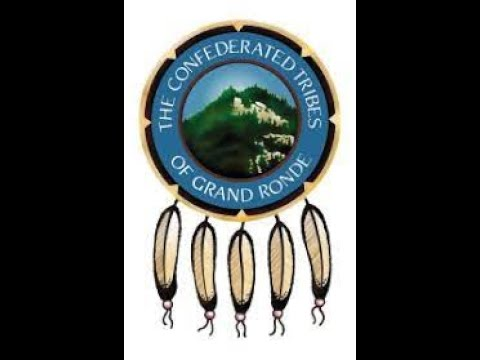 THE CONFEDERATED TRIBES
OF GRAND RONDE